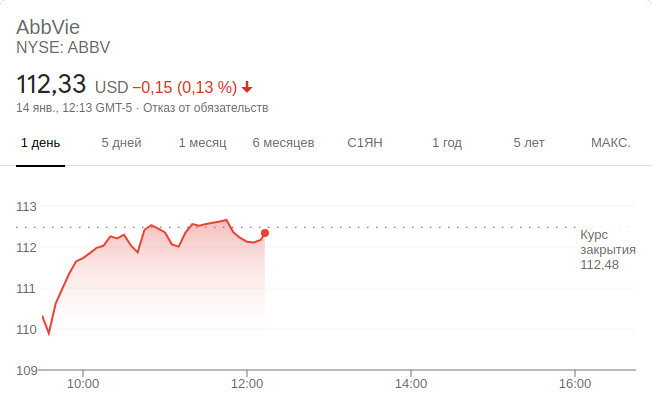 AbbVie
NYSE: ABBV
112,33 USD −0,15 (0,13 %)
14 янв., 12:13 GMT-5 · Отказ от обязательств
1 день 5 дней 1 месяц 6 месяцев С1ЯН 1 год 5 лет МАКС.
113
112
111
110
109
Курс
закрытия
112,48
10:00 12:00 14:00 16:00